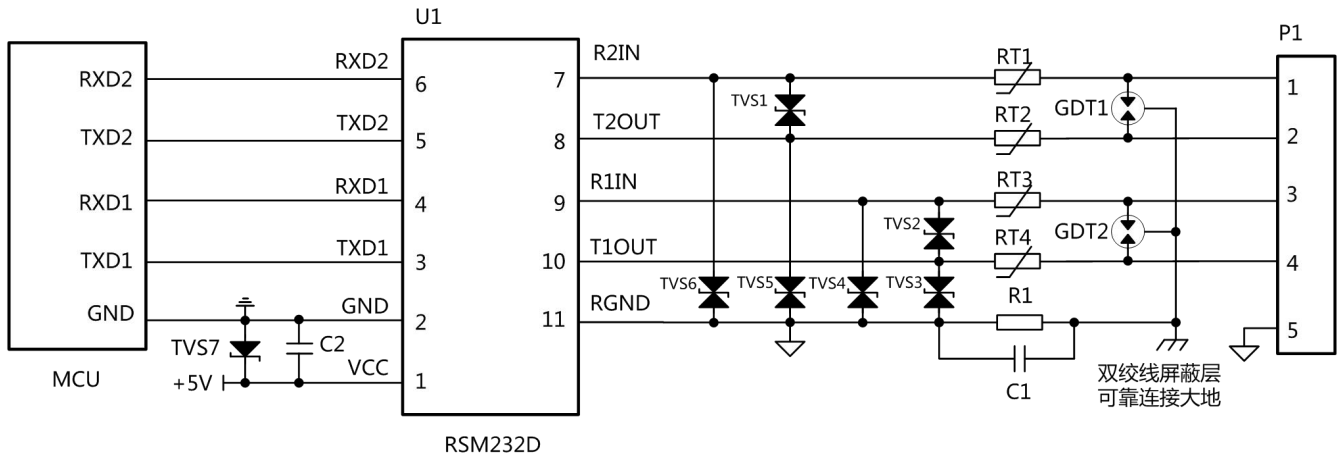 U1
P1
MCU
RXD2
TXD2
RXD1
TXD1
GND
RXD2
TXD2
RXD1
TXD1
GND
VCC
TVS7
C2
+5V
6
5
4
3
2
1
7
8
9
10
11
RSM232D
R2IN
T2OUT
R1IN
T1OUT
RGND
TVS1
TVS2
TVS6
TVS5
TVS4
TVS3
RT1
RT2
RT3
RT4
R1
C1
GDT1
GDT2
1
2
3
4
5
双绞线屏蔽层
可靠连接大地